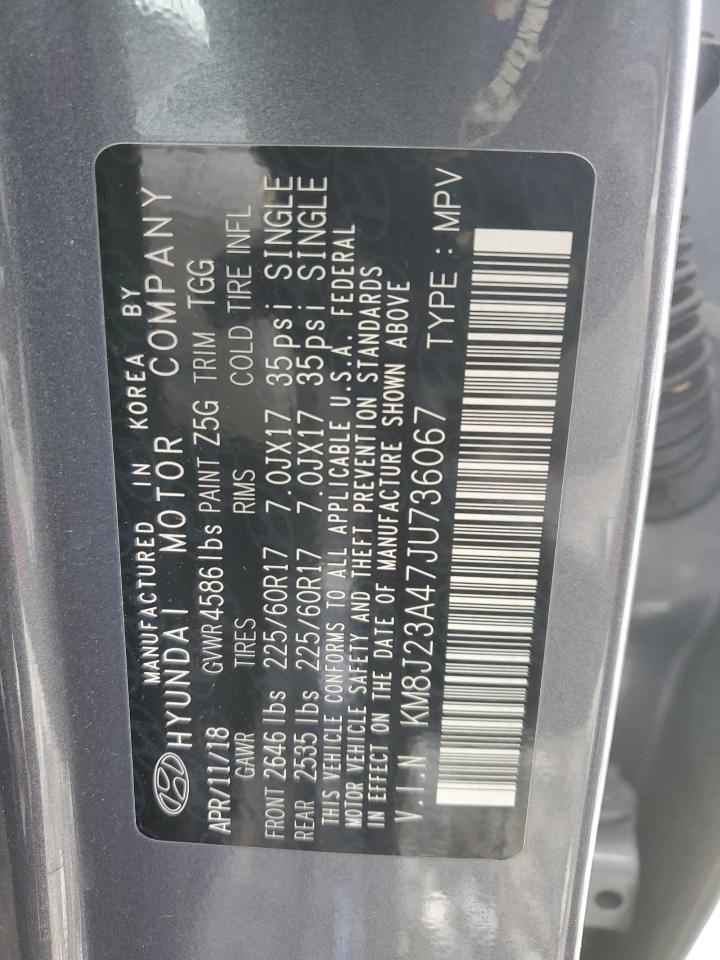 MANUFACTURED IN KOREA BY
HYUNDAI MOTOR COMPANY
APR/11/18 GVWR 4586 lbs PAINT Z5G TRIM TGG
GAWR TIRES RIMS COLD TIRE INFL
FRONT 2646 lbs 225/60R17 7.0JX17 35psi SINGLE
REAR 2535 lbs 225/60R17 7.0JX17 35psi SINGLE
THIS VEHICLE CONFORMS TO ALL APPLICABLE U.S.A. FEDERAL
MOTOR VEHICLE SAFETY AND THEFT PREVENTION STANDARDS
IN EFFECT ON THE DATE OF MANUFACTURE SHOWN ABOVE
V.I.N KM8J23A47JU736067 TYPE : MPV